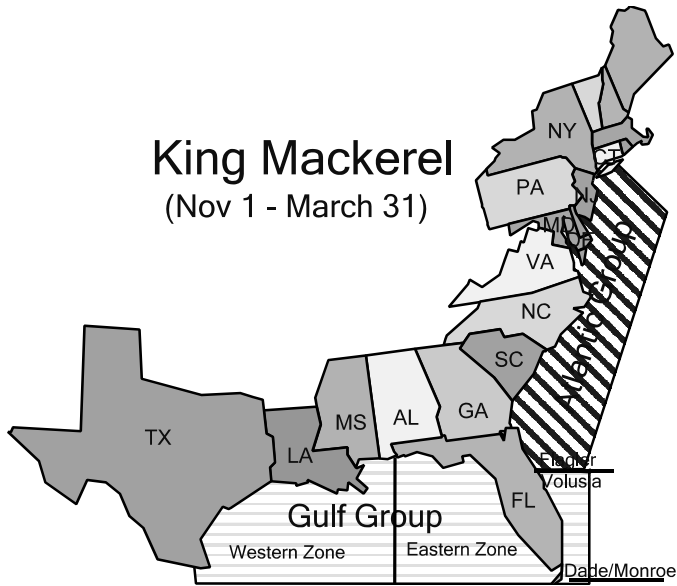 King Mackerel
(Nov 1 - March 31)
NY
CT
PA
NJ
MD
DE
VA
NC
SC
Atlantic Group
TX
LA
MS
AL
GA
FL
Flagler
Volusia
Gulf Group
Western Zone
Eastern Zone
Dade/Monroe